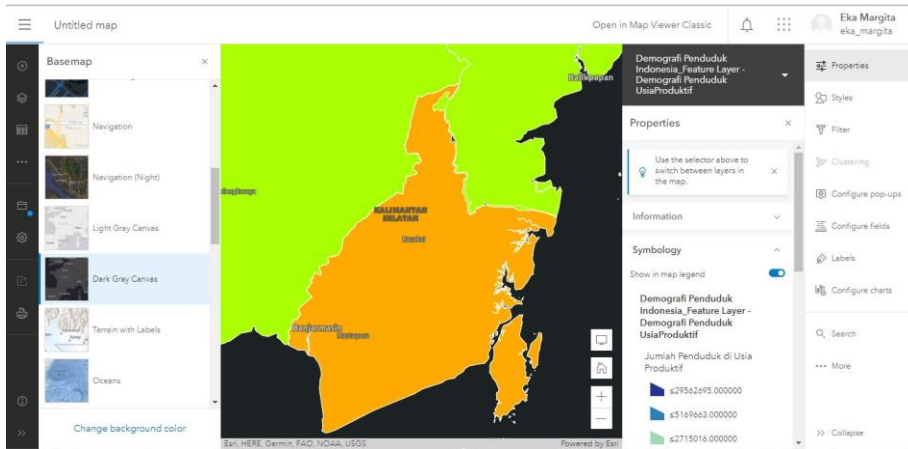 Untitled map
Open in Map Viewer Classic
Eka Margita
eka_margita
Basemap
Navigation
Navigation (Night)
Light Gray Canvas
Dark Gray Canvas
Terrain with Labels
Oceans
Change background color
Balikpapan
KALIMANTAN
SELATAN
Banjarmasin
Martapura
Esri, HERE, Garmin, FAO, NOAA, USGS
Powered by Esri
Demografi Penduduk
Indonesia_Feature Layer -
Demografi Penduduk
UsiaProduktif
Properties
Use the selector above to
switch between layers in
the map.
Information
Symbology
Show in map legend
Demografi Penduduk
Indonesia_Feature Layer -
Demografi Penduduk
UsiaProduktif
Jumlah Penduduk di Usia
Produktif
≤29562695.000000
≤5169663.000000
≤2715016.000000
Properties
Styles
Filter
Clustering
Configure pop-ups
Configure fields
Labels
Configure charts
Search
More
Collapse